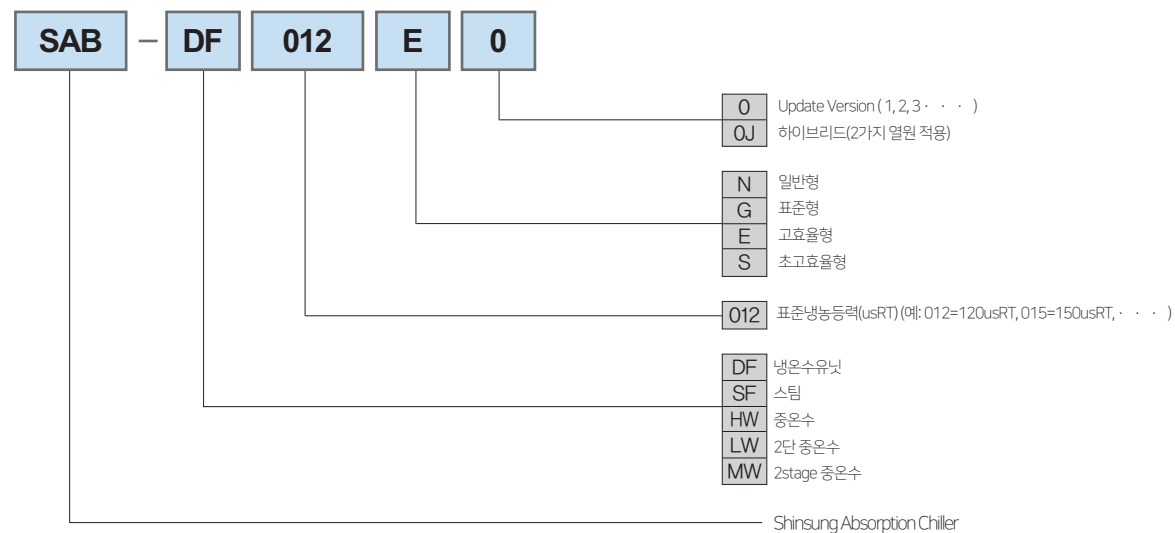 SAB – DF 012 E 0
0 Update Version ( 1, 2, 3 · · · )
0J 하이브리드(2가지 열원 적용)
N 일반형
G 표준형
E 고효율형
S 초고효율형
012 표준냉농등력(usRT) (예: 012=120usRT, 015=150usRT, · · · )
DF 냉온수유닛
SF 스팀
HW 중온수
LW 2단 중온수
MW 2stage 중온수
Shinsung Absorption Chiller